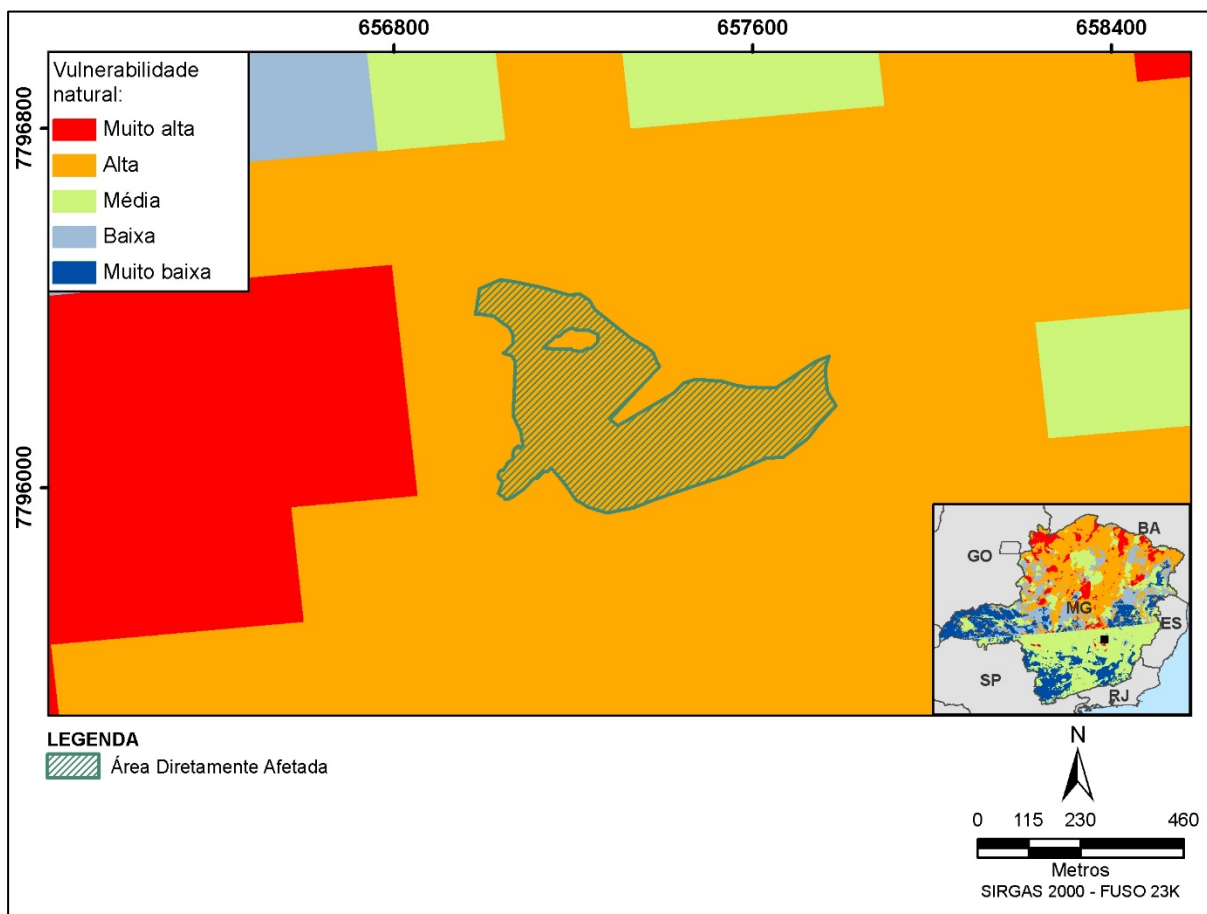 656800
657600
658400
7796800
7796000
Vulnerabilidade
natural:
Muito alta
Alta
Média
Baixa
Muito baixa
BA
GO
MG
ES
SP
RJ
LEGENDA
Área Diretamente Afetada
N
0 115 230 460
Metros
SIRGAS 2000 - FUSO 23K